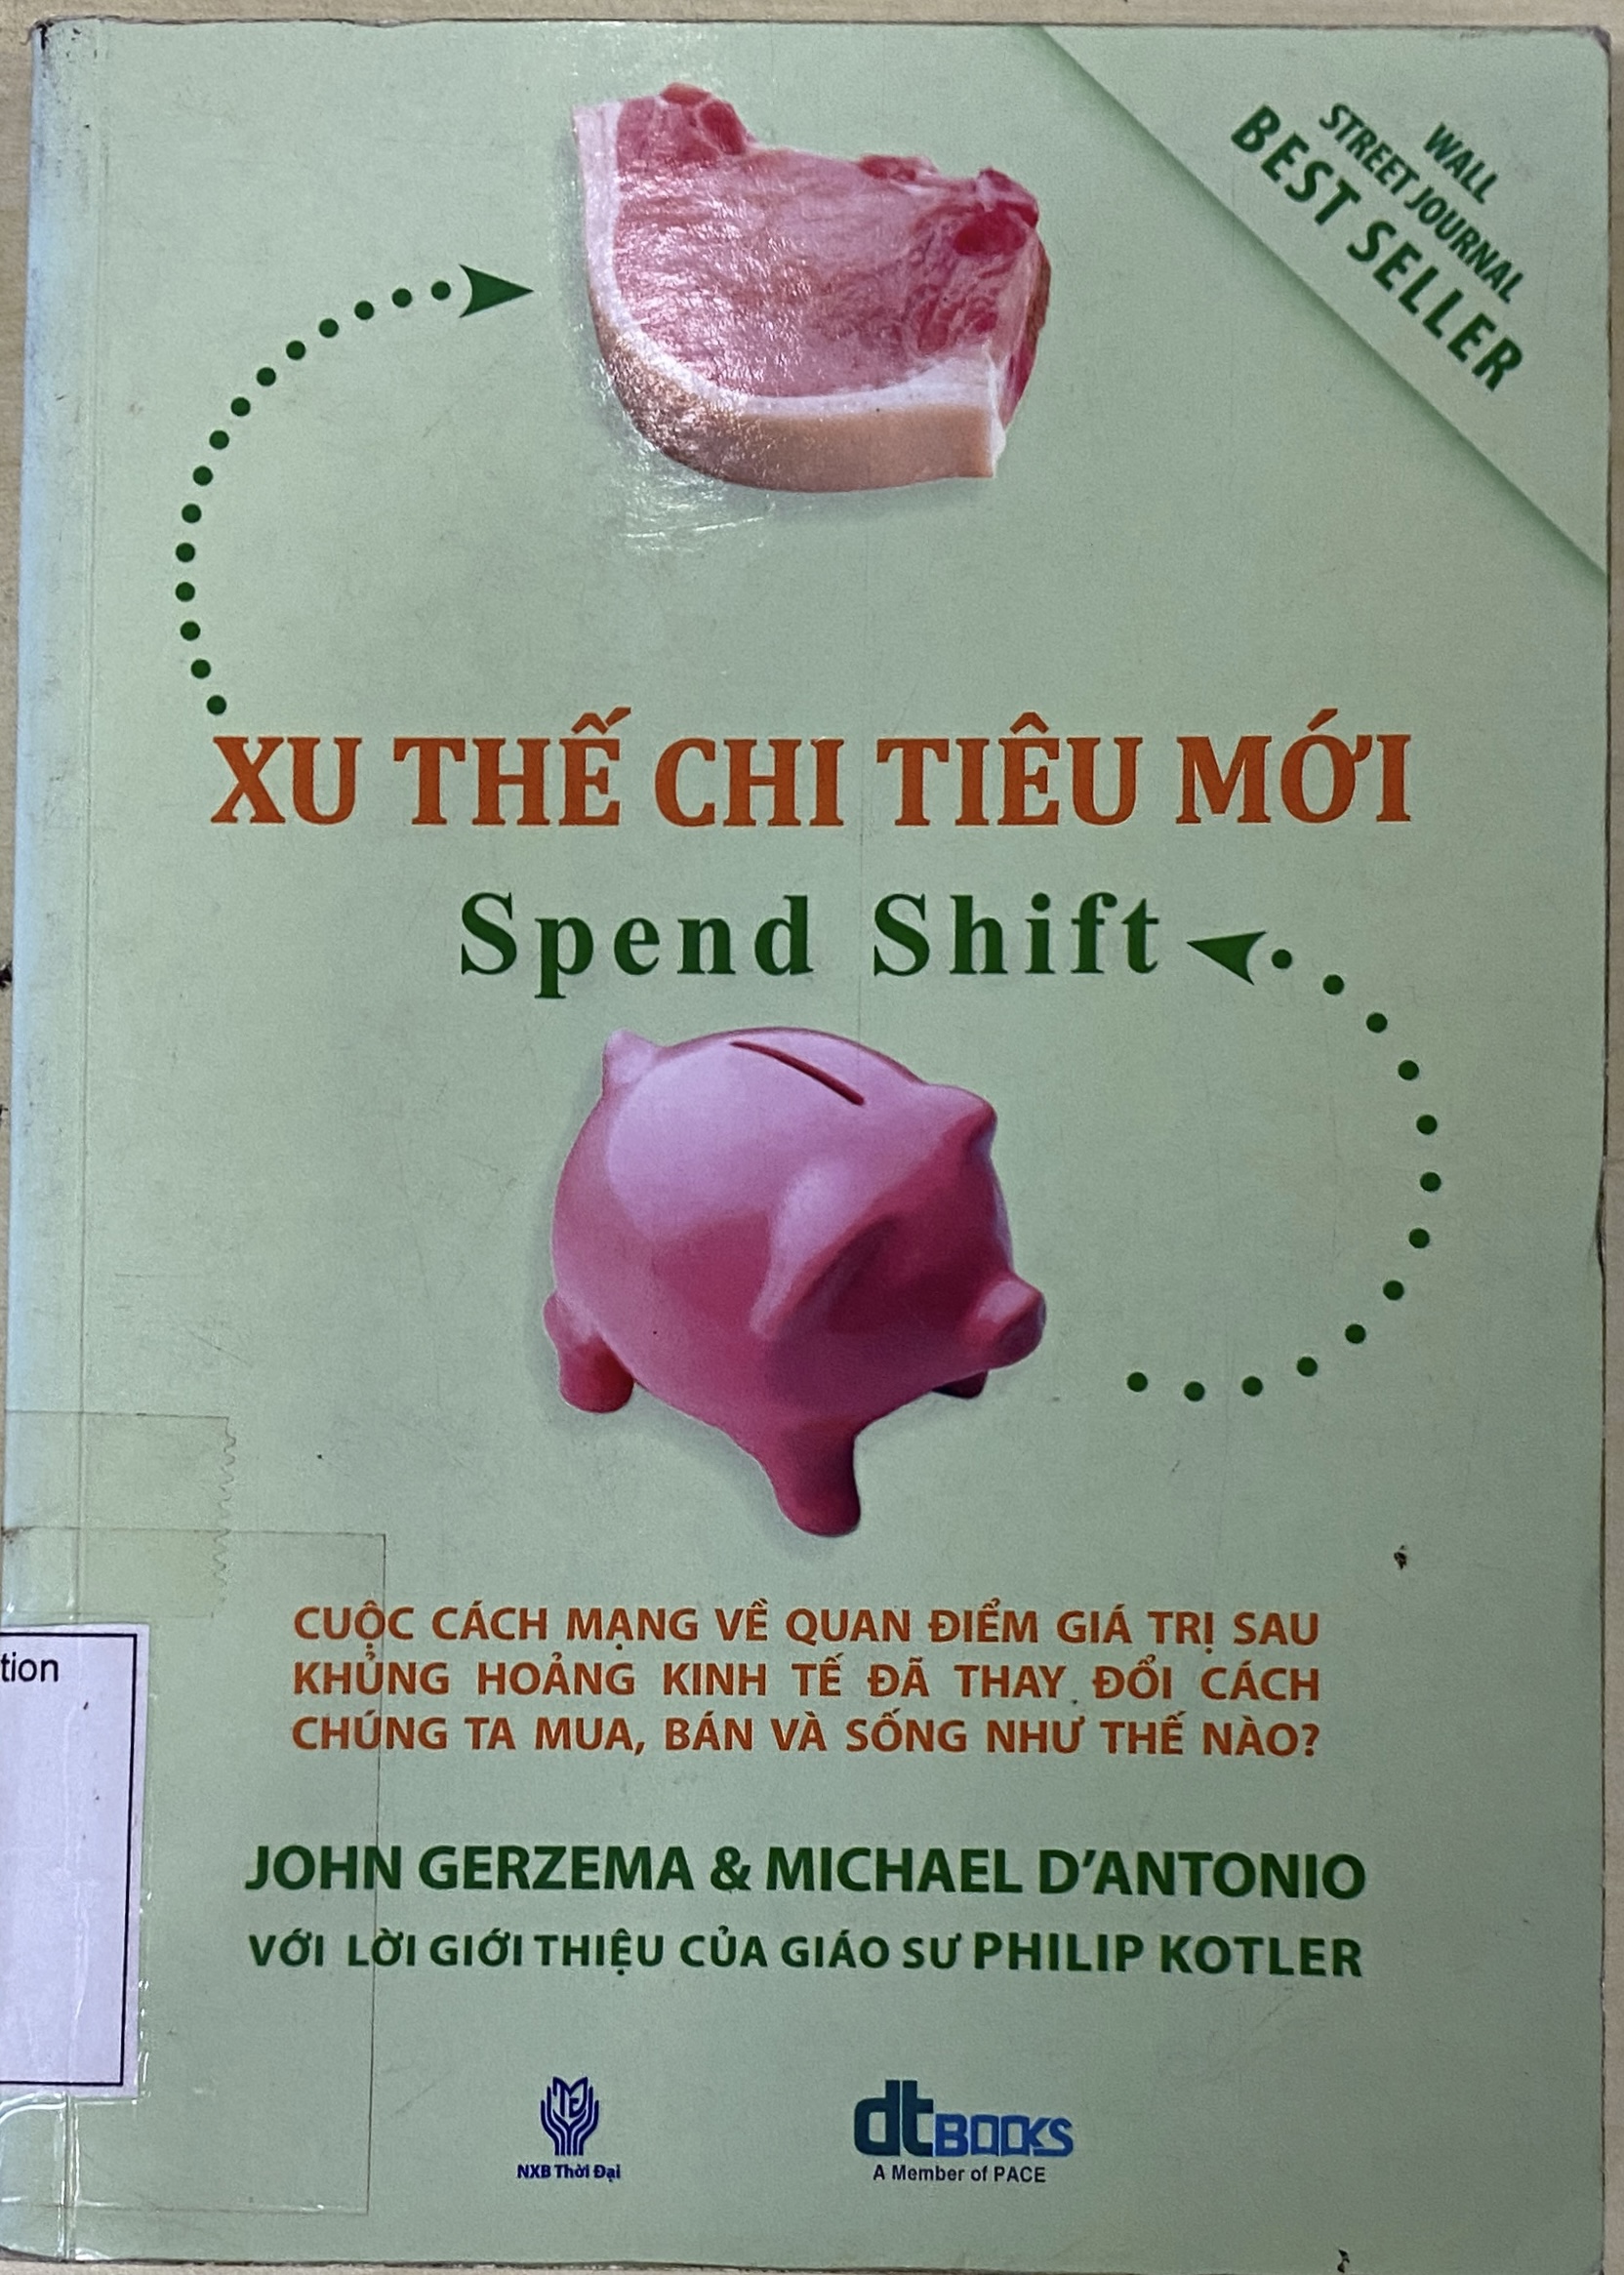 WALL
STREET JOURNAL
BEST SELLER
XU THẾ CHI TIÊU MỚI
Spend Shift
CUỘC CÁCH MẠNG VỀ QUAN ĐIỂM GIÁ TRỊ SAU
KHỦNG HOẢNG KINH TẾ ĐÃ THAY ĐỔI CÁCH
CHÚNG TA MUA, BÁN VÀ SỐNG NHƯ THẾ NÀO?
tion
JOHN GERZEMA & MICHAEL D'ANTONIO
VỚI LỜI GIỚI THIỆU CỦA GIÁO SƯ PHILIP KOTLER
NXB Thời Đại
dtBOOKS
A Member of PACE